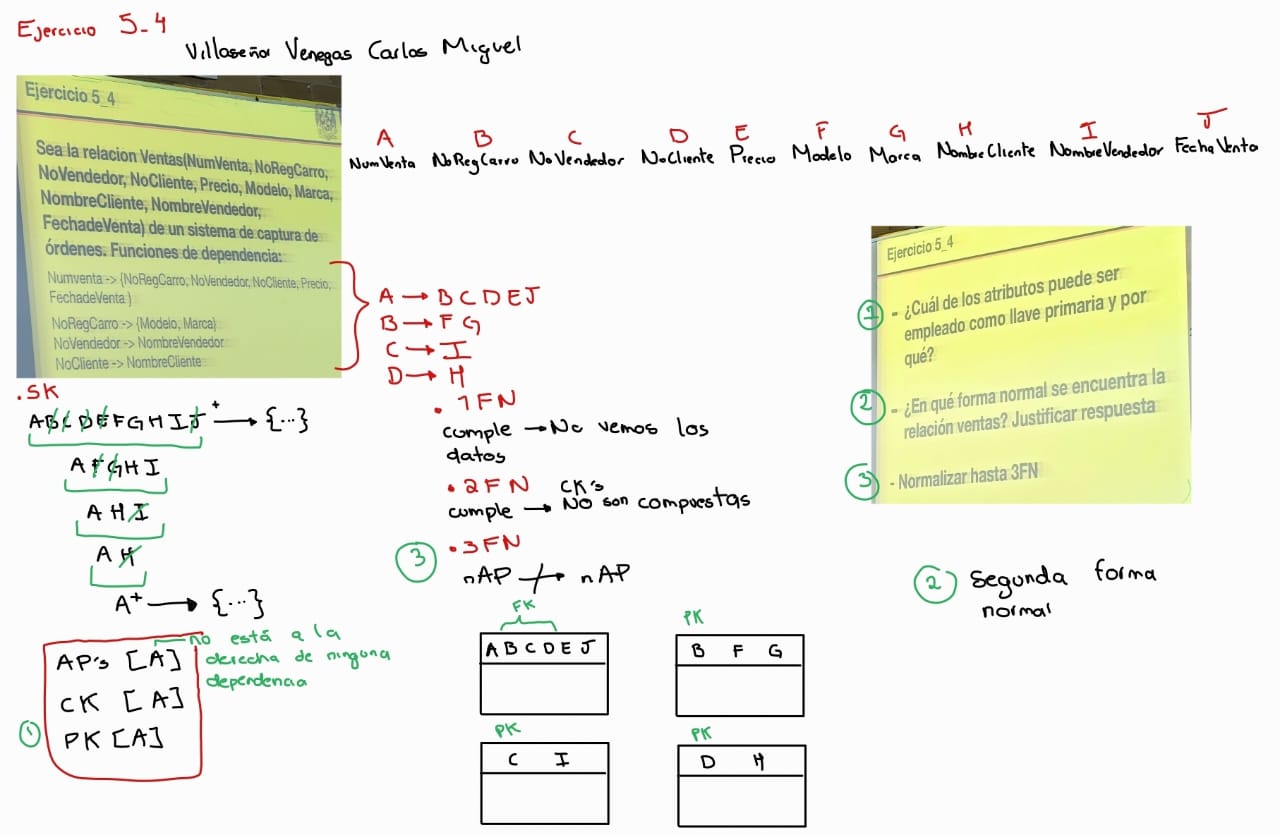 Ejercicio 5_4
Villaseñor Venegas Carlos Miguel
Ejercicio 5_4
Sea la relacion Ventas(NumVenta, NoRegCarro,
NoVendedor, NoCliente, Precio, Modelo, Marca,
NombreCliente, NombreVendedor,
FechadeVenta) de un sistema de captura de
órdenes. Funciones de dependencia:
Numventa -> {NoRegCarro, NoVendedor, NoCliente, Precio,
FechadeVenta }
NoRegCarro -> {Modelo, Marca}
NoVendedor -> NombreVendedor
NoCliente -> NombreCliente
A B C D E F G H I J
NumVenta NoRegCarro NoVendedor NoCliente Precio Modelo Marca NombreCliente NombreVendedor FechaVenta
A → B C D E J
B → F G
C → I
D → H
. SK
A B C D E F G H I J + → {...}
A F G H I
A H I
A H
A+ → {...}
AP's [A]
CK [A]
PK [A]
1
no está a la
derecha de ninguna
dependencia
. 1FN
cumple → No vemos los
datos
. 2FN CK's
cumple → NO son compuestas
3
. 3FN
nAP → nAP
FK
A B C D E J
PK
B F G
PK
C I
PK
D H
Ejercicio 5_4
1 - ¿Cuál de los atributos puede ser
empleado como llave primaria y por
qué?
2 - ¿En qué forma normal se encuentra la
relación ventas? Justificar respuesta
3 - Normalizar hasta 3FN
2 Segunda forma
normal